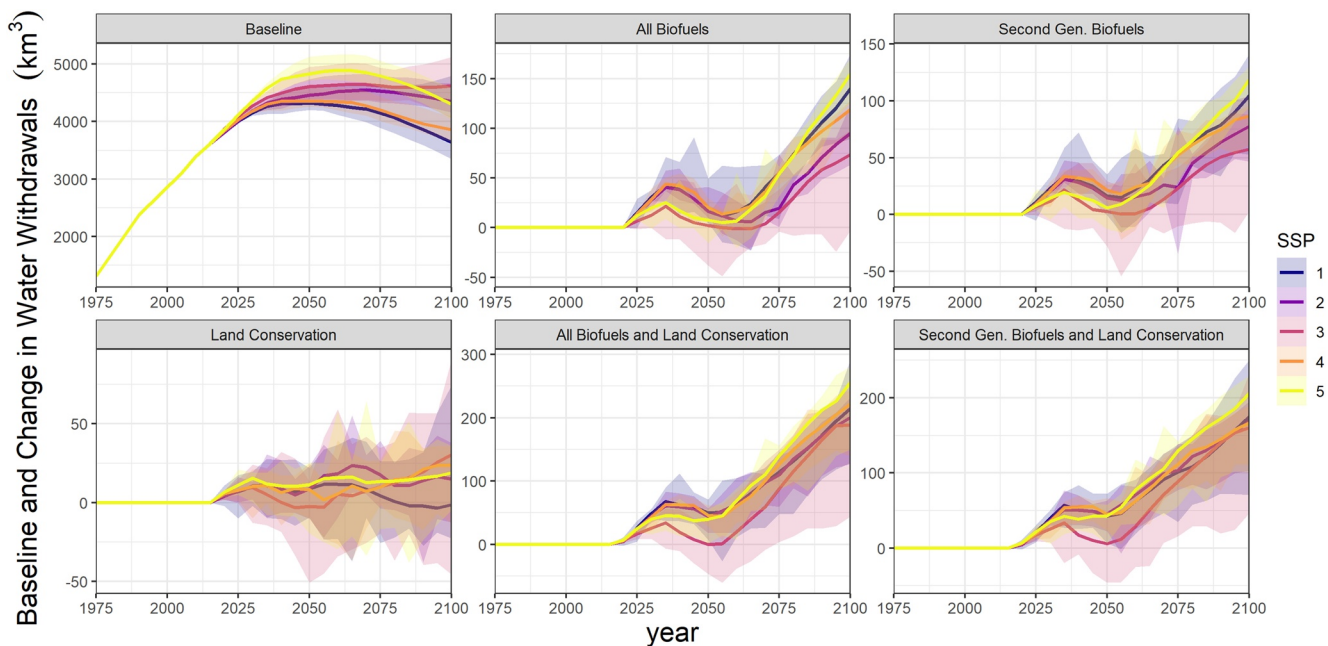 Baseline and Change in Water Withdrawals (km³)
Baseline
5000
4000
3000
2000
1975 2000 2025 2050 2075 2100
All Biofuels
150
100
50
0
-50
1975 2000 2025 2050 2075 2100
Second Gen. Biofuels
150
100
50
0
-50
1975 2000 2025 2050 2075 2100
Land Conservation
50
0
-50
1975 2000 2025 2050 2075 2100
All Biofuels and Land Conservation
300
200
100
0
1975 2000 2025 2050 2075 2100
Second Gen. Biofuels and Land Conservation
200
100
0
1975 2000 2025 2050 2075 2100
year
SSP
1
2
3
4
5